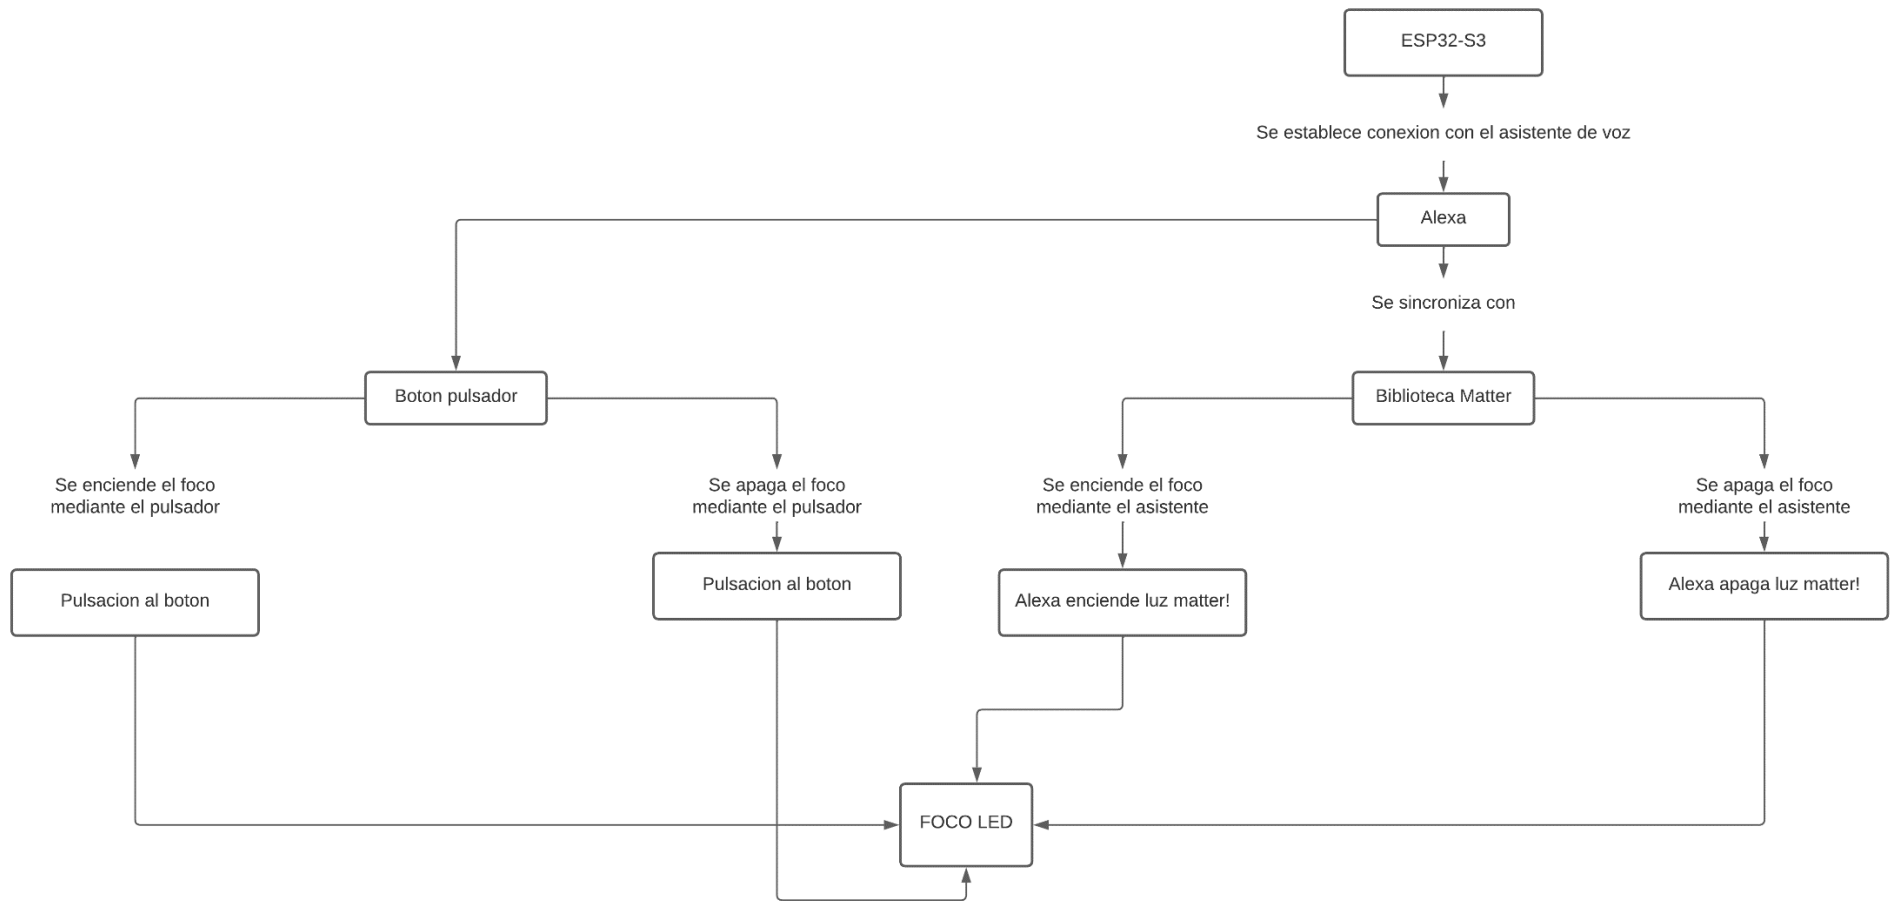 ESP32-S3
Se establece conexion con el asistente de voz
Alexa
Se sincroniza con
Boton pulsador
Biblioteca Matter
Se enciende el foco
mediante el pulsador
Se apaga el foco
mediante el pulsador
Se enciende el foco
mediante el asistente
Se apaga el foco
mediante el asistente
Pulsacion al boton
Pulsacion al boton
Alexa enciende luz matter!
Alexa apaga luz matter!
FOCO LED